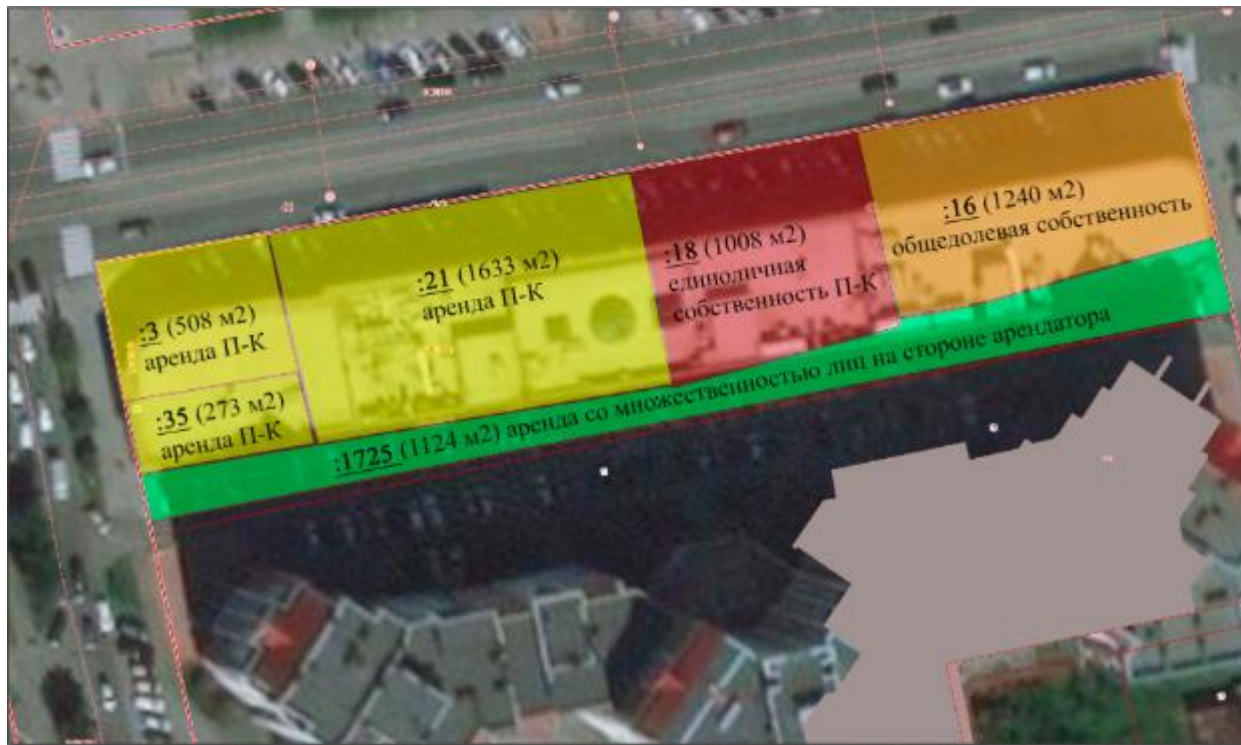 :16 (1240 м2)
общедолевая собственность
:18 (1008 м2)
единоличная
собственность П-К
:21 (1633 м2)
аренда П-К
:3 (508 м2)
аренда П-К
:35 (273 м2)
аренда П-К
:1725 (1124 м2) аренда со множественностью лиц на стороне арендатора